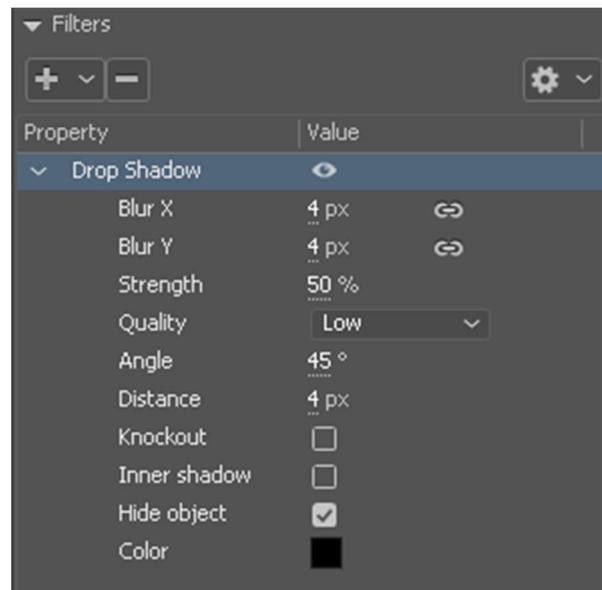 Filters
Property Value
Drop Shadow
Blur X 4 px
Blur Y 4 px
Strength 50 %
Quality Low
Angle 45 °
Distance 4 px
Knockout
Inner shadow
Hide object
Color